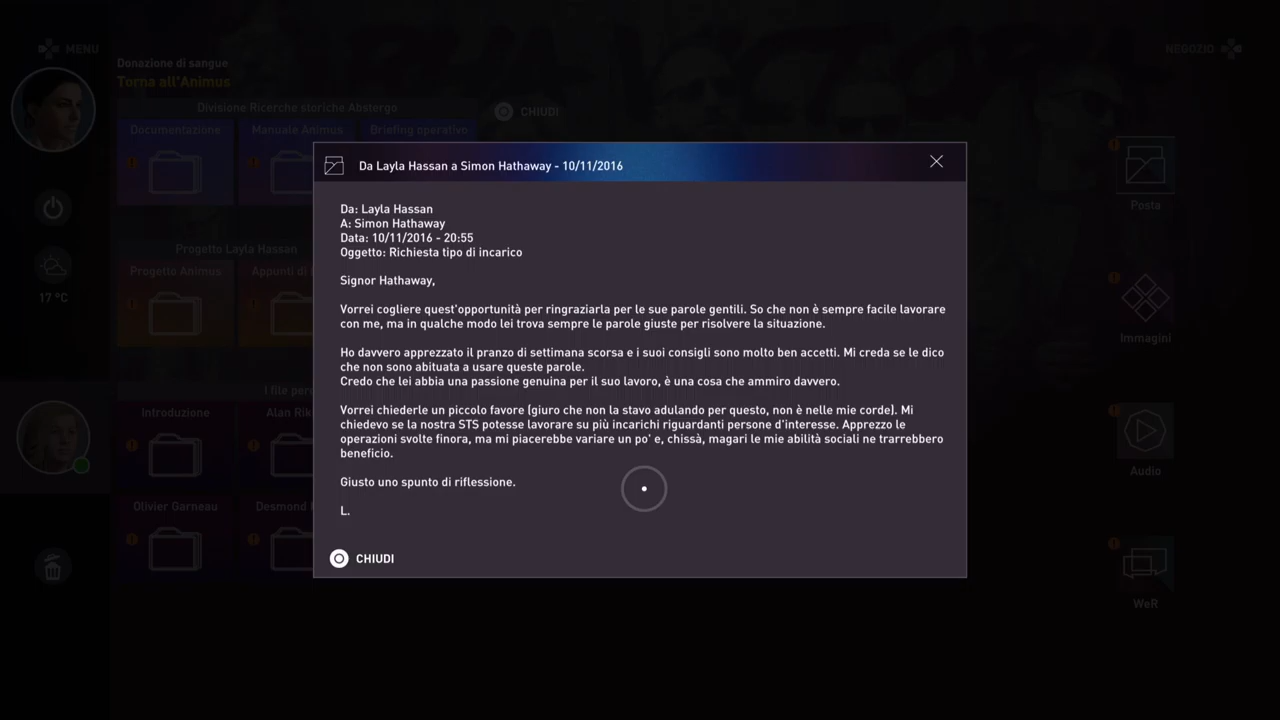 MENU
NEGOZIO
Donazione di sangue
Torna all'Animus
Divisione Ricerche storiche Abstergo
CHIUDI
Documentazione
Manuale Animus
Briefing operativo
Da Layla Hassan a Simon Hathaway - 10/11/2016
Da: Layla Hassan
A: Simon Hathaway
Data: 10/11/2016 - 20:55
Oggetto: Richiesta tipo di incarico
Signor Hathaway,
Vorrei cogliere quest'opportunità per ringraziarla per le sue parole gentili. So che non è sempre facile lavorare
con me, ma in qualche modo lei trova sempre le parole giuste per risolvere la situazione.
Ho davvero apprezzato il pranzo di settimana scorsa e i suoi consigli sono molto ben accetti. Mi creda se le dico
che non sono abituata a usare queste parole.
Credo che lei abbia una passione genuina per il suo lavoro, è una cosa che ammiro davvero.
Vorrei chiederle un piccolo favore (giuro che non la stavo adulando per questo, non è nelle mie corde). Mi
chiedevo se la nostra STS potesse lavorare su più incarichi riguardanti persone d'interesse. Apprezzo le
operazioni svolte finora, ma mi piacerebbe variare un po' e, chissà, magari le mie abilità sociali ne trarrebbero
beneficio.
Giusto uno spunto di riflessione.
L.
CHIUDI
Progetto Layla Hassan
Progetto Animus
Appunti di
17 °C
I file per
Introduzione
Alan Rik
Olivier Garneau
Desmond
Posta
Immagini
Audio
WeR